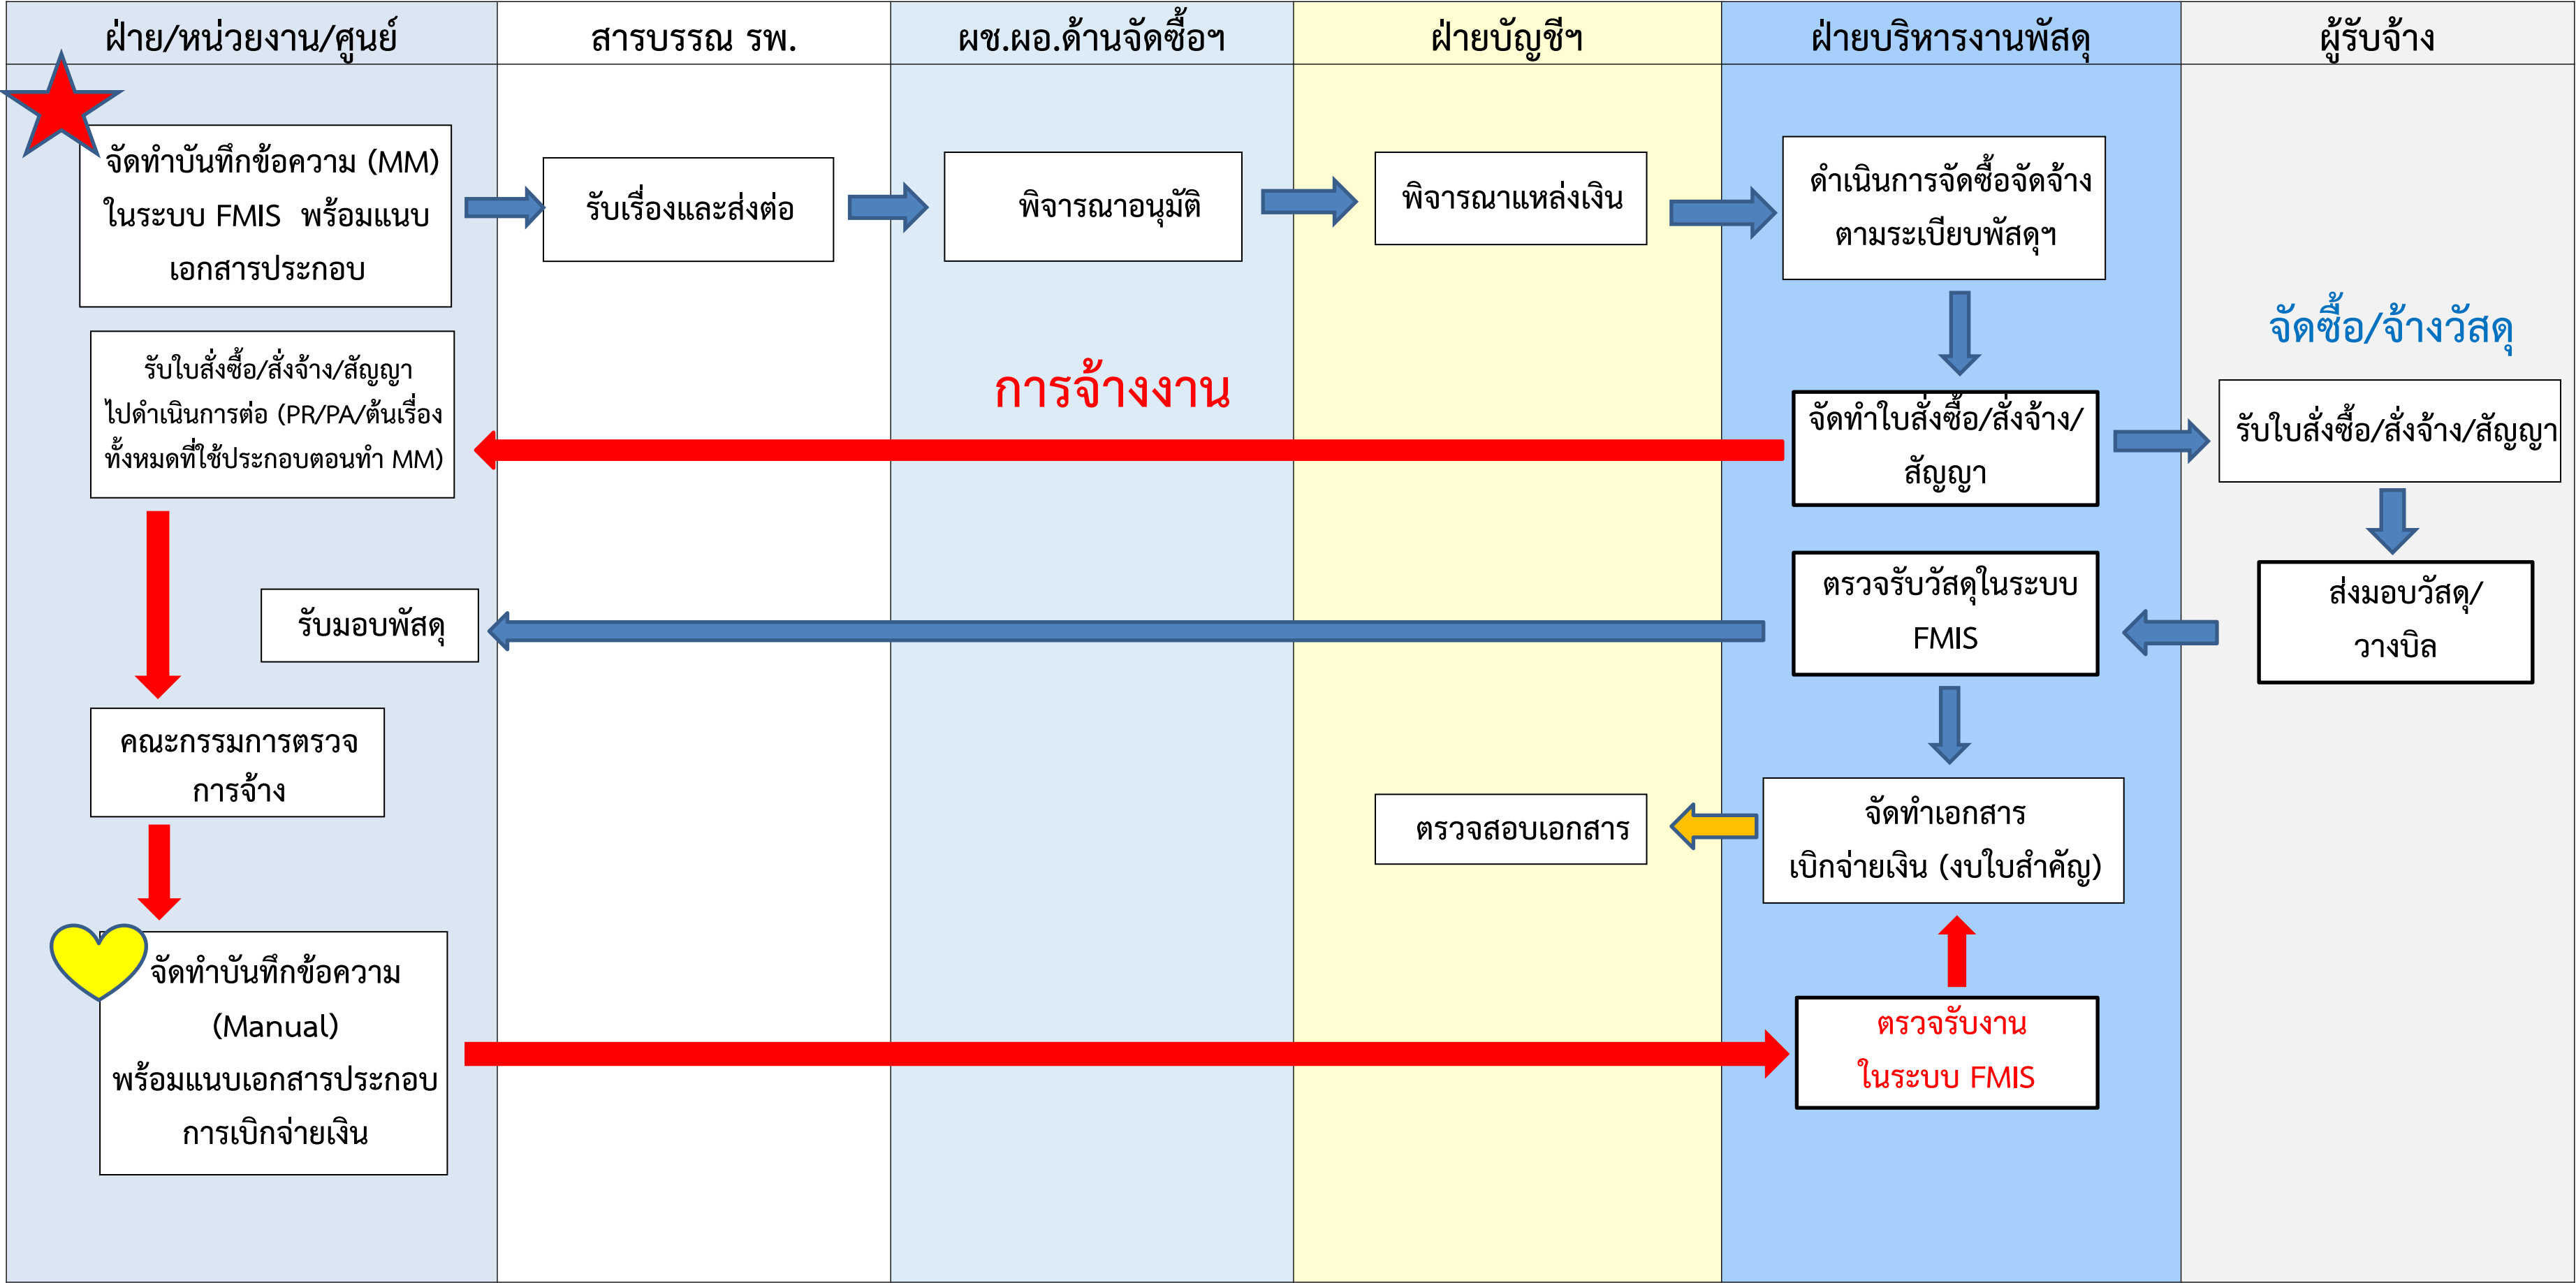 ฝ่าย/หน่วยงาน/ศูนย์
สารบรรณ รพ.
ผช.ผอ.ด้านจัดซื้อฯ
ฝ่ายบัญชีฯ
ฝ่ายบริหารงานพัสดุ
ผู้รับจ้าง
จัดทำบันทึกข้อความ (MM)
ในระบบ FMIS พร้อมแนบ
เอกสารประกอบ
รับเรื่องและส่งต่อ
พิจารณาอนุมัติ
พิจารณาแหล่งเงิน
ดำเนินการจัดซื้อจัดจ้าง
ตามระเบียบพัสดุฯ
จัดซื้อ/จ้างวัสดุ
รับใบสั่งซื้อ/สั่งจ้าง/สัญญา
ไปดำเนินการต่อ (PR/PA/ต้นเรื่อง
ทั้งหมดที่ใช้ประกอบตอนทำ MM)
การจ้างงาน
จัดทำใบสั่งซื้อ/สั่งจ้าง/
สัญญา
รับใบสั่งซื้อ/สั่งจ้าง/สัญญา
รับมอบพัสดุ
ตรวจรับวัสดุในระบบ
FMIS
ส่งมอบวัสดุ/
วางบิล
คณะกรรมการตรวจ
การจ้าง
ตรวจสอบเอกสาร
จัดทำเอกสาร
เบิกจ่ายเงิน (งบใบสำคัญ)
จัดทำบันทึกข้อความ
(Manual)
พร้อมแนบเอกสารประกอบ
การเบิกจ่ายเงิน
ตรวจรับงาน
ในระบบ FMIS